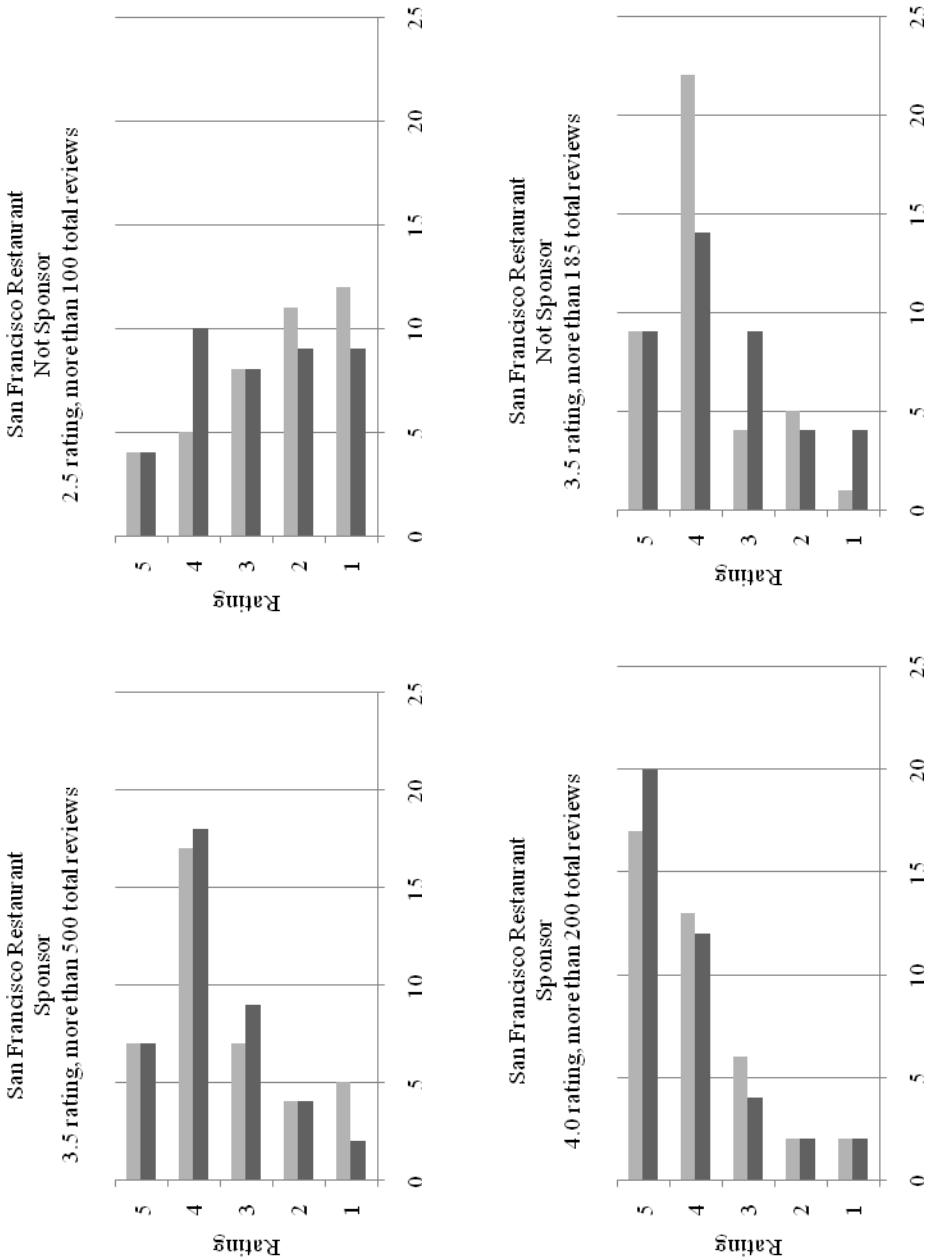 San Francisco Restaurant
Sponsor
3.5 rating, more than 500 total reviews
Rating
5
4
3
2
1
0 5 10 15 20 25
San Francisco Restaurant
Not Sponsor
2.5 rating, more than 100 total reviews
Rating
5
4
3
2
1
0 5 10 15 20 25
San Francisco Restaurant
Sponsor
4.0 rating, more than 200 total reviews
Rating
5
4
3
2
1
0 5 10 15 20 25
San Francisco Restaurant
Not Sponsor
3.5 rating, more than 185 total reviews
Rating
5
4
3
2
1
0 5 10 15 20 25